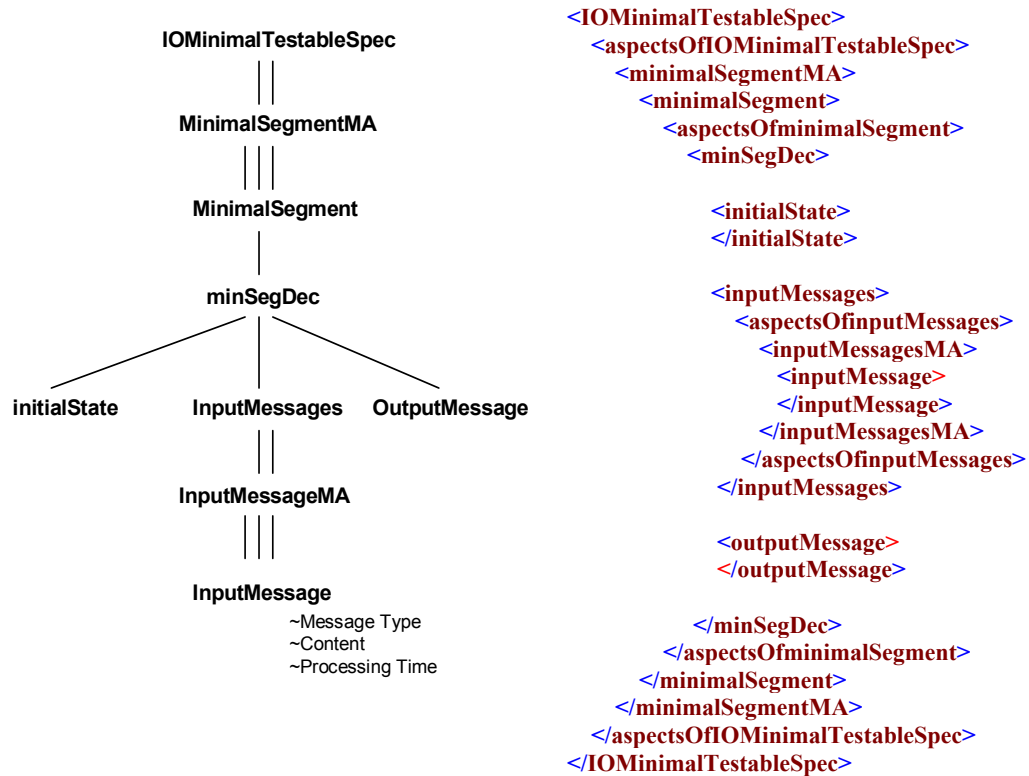 IOMinimalTestableSpec
MinimalSegmentMA
MinimalSegment
minSegDec
initialState InputMessages OutputMessage
InputMessageMA
InputMessage
~Message Type
~Content
~Processing Time
<IOMinimalTestableSpec>
<aspectsOfIOMinimalTestableSpec>
<minimalSegmentMA>
<minimalSegment>
<aspectsOfminimalSegment>
<minSegDec>
<initialState>
</initialState>
<inputMessages>
<aspectsOfinputMessages>
<inputMessagesMA>
<inputMessage>
</inputMessage>
</inputMessagesMA>
</aspectsOfinputMessages>
</inputMessages>
<outputMessage>
</outputMessage>
</minSegDec>
</aspectsOfminimalSegment>
</minimalSegment>
</minimalSegmentMA>
</aspectsOfIOMinimalTestableSpec>
</IOMinimalTestableSpec>